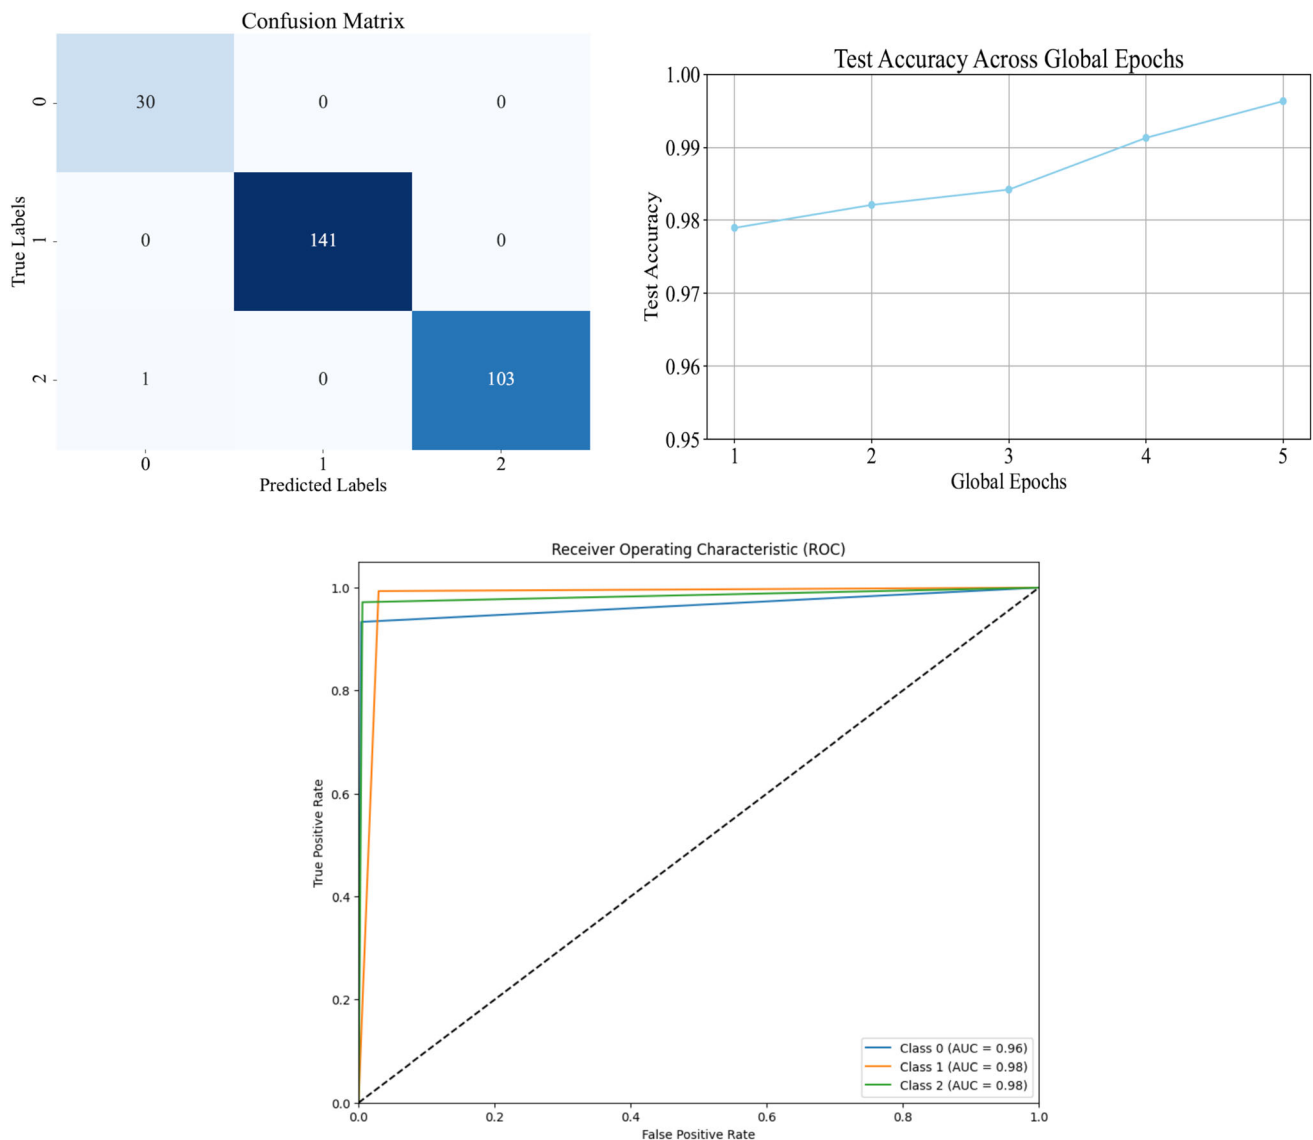 Confusion Matrix
0 30 0 0
1 0 141 0
2 1 0 103
True Labels
0 1 2
Predicted Labels
Test Accuracy Across Global Epochs
1.00
0.99
0.98
0.97
0.96
0.95
Test Accuracy
1 2 3 4 5
Global Epochs
Receiver Operating Characteristic (ROC)
1.0
0.8
0.6
0.4
0.2
0.0
True Positive Rate
Class 0 (AUC = 0.96)
Class 1 (AUC = 0.98)
Class 2 (AUC = 0.98)
0.0 0.2 0.4 0.6 0.8 1.0
False Positive Rate